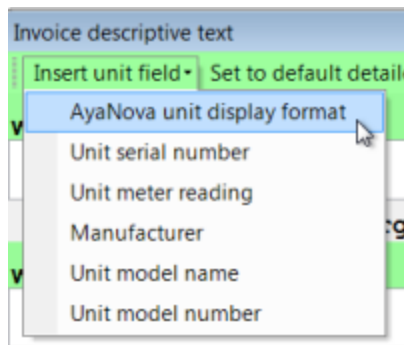 Invoice descriptive text
Insert unit field Set to default
AyaNova unit display format
Unit serial number
Unit meter reading
Manufacturer
Unit model name
Unit model number